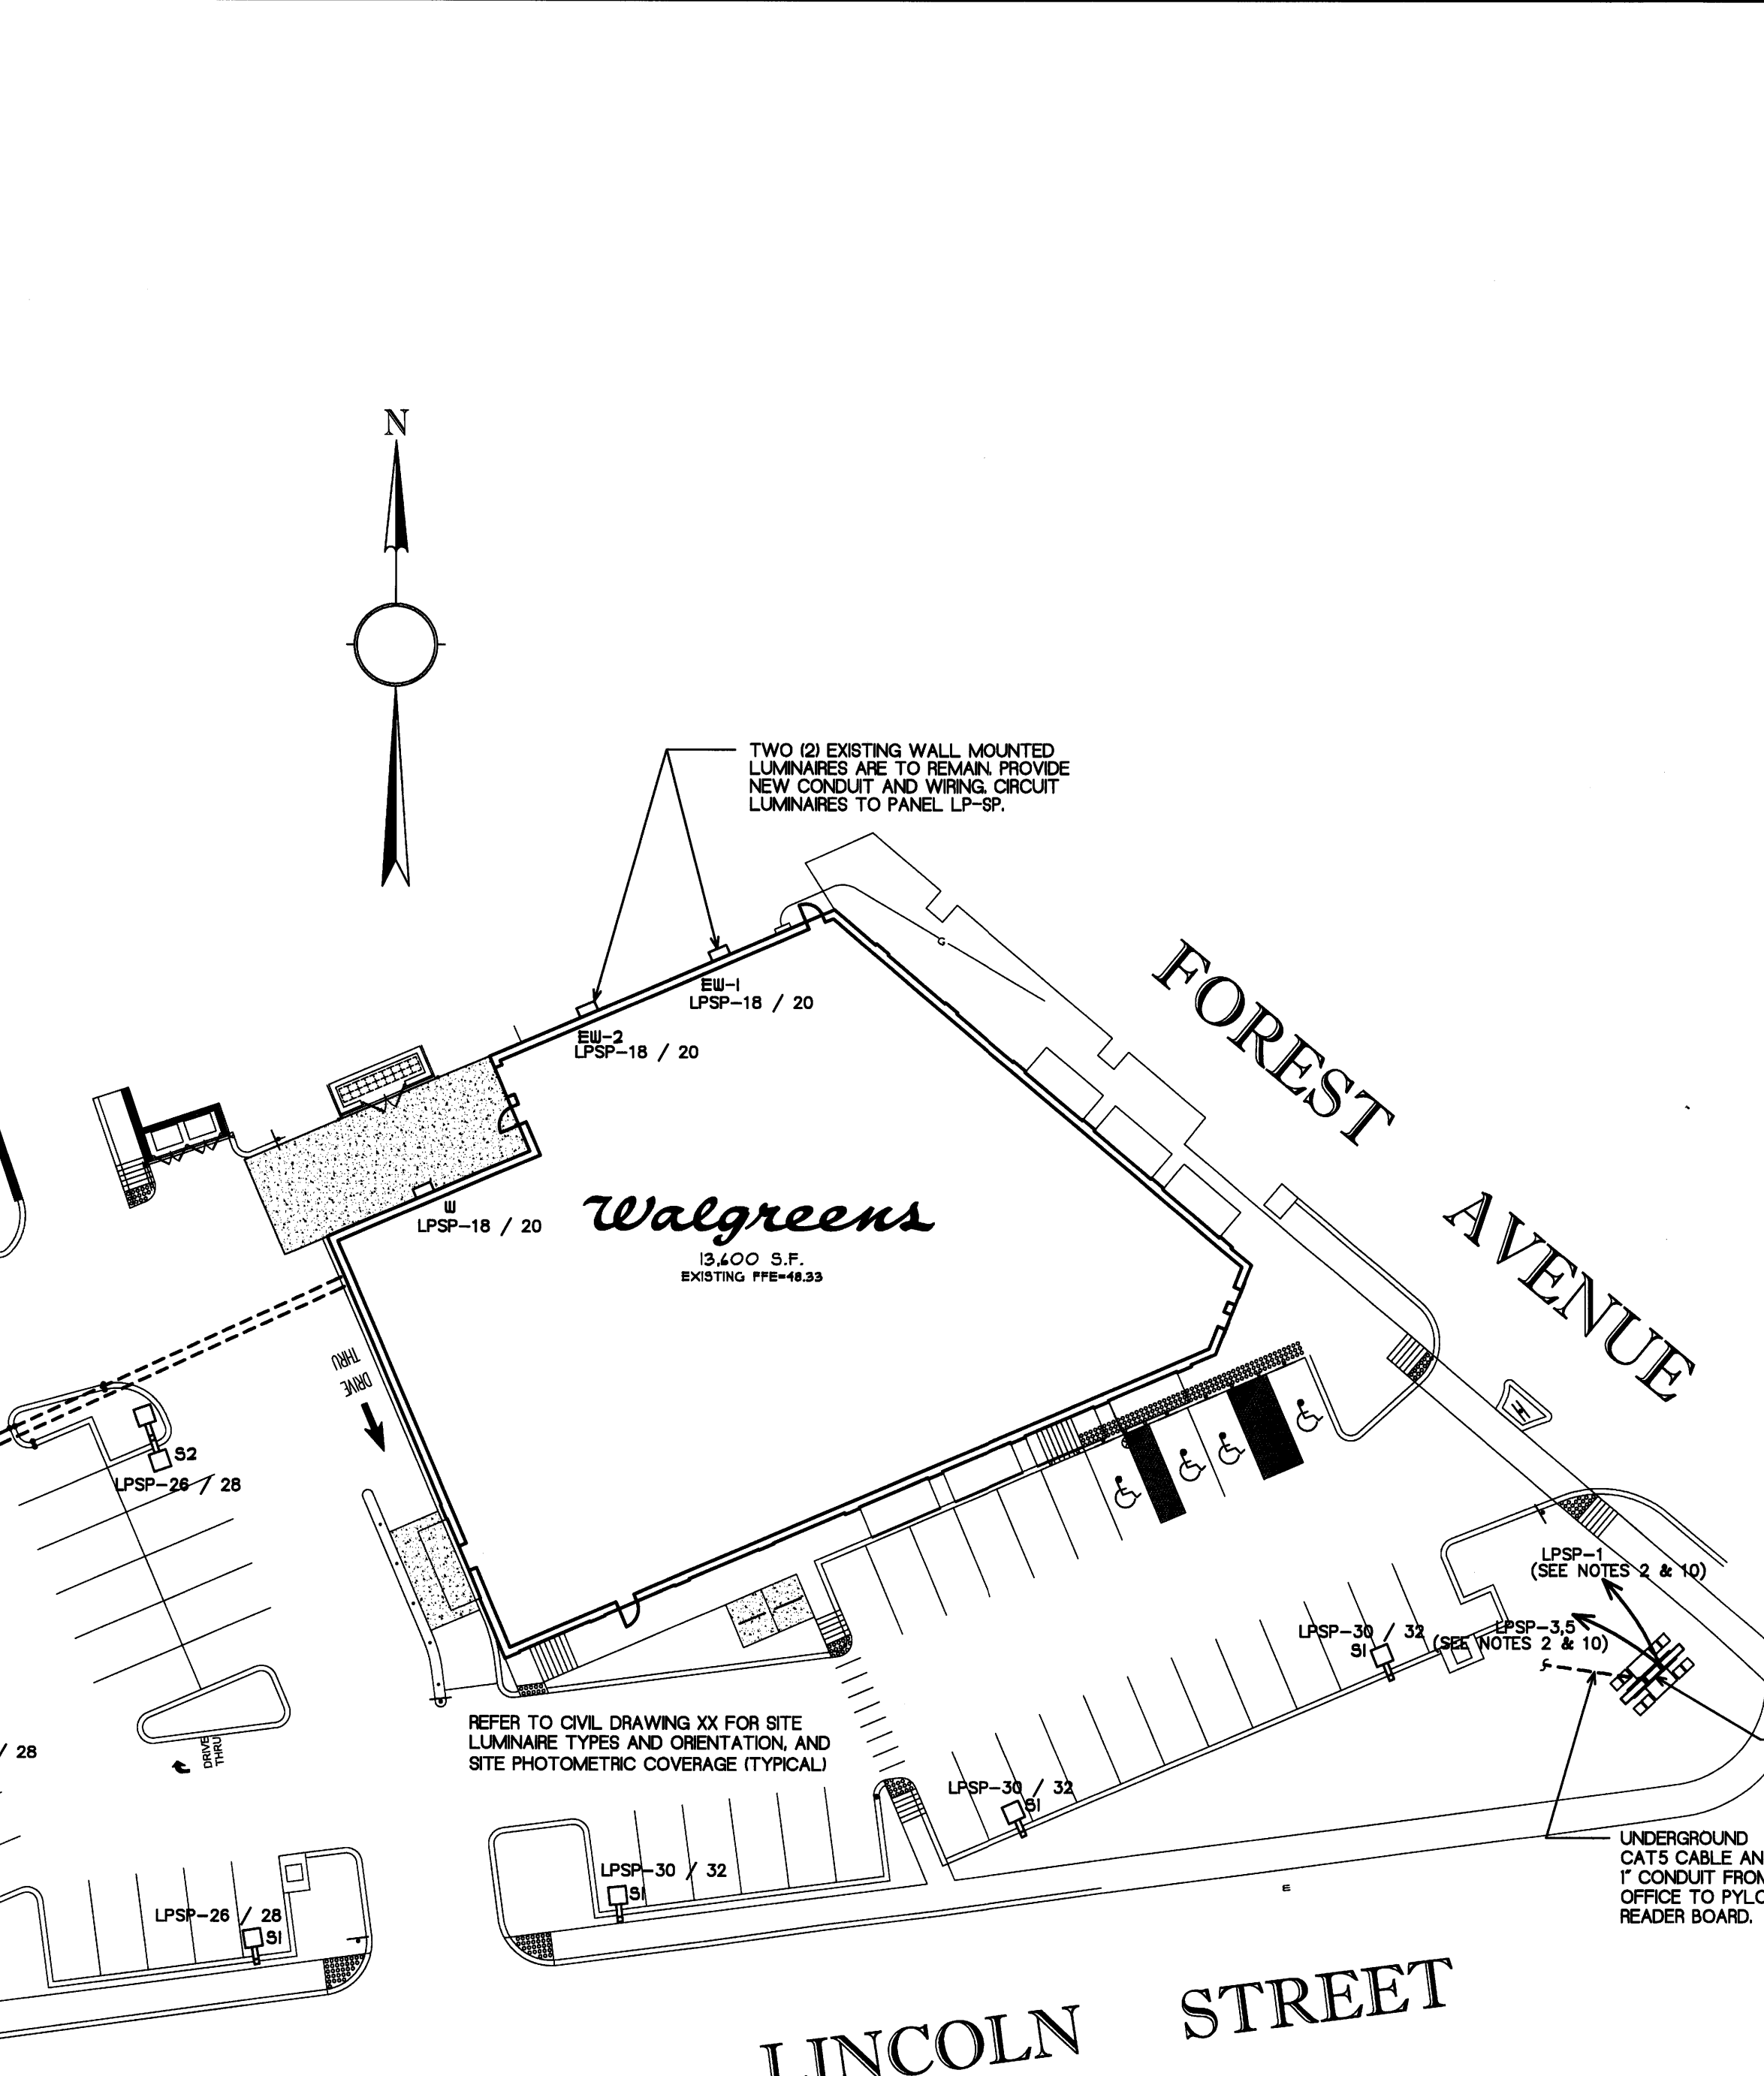 N
TWO (2) EXISTING WALL MOUNTED
LUMINAIRES ARE TO REMAIN. PROVIDE
NEW CONDUIT AND WIRING. CIRCUIT
LUMINAIRES TO PANEL LP-SP.
G
FOREST
AVENUE
EW-1
LPSP-18 / 20
EW-2
LPSP-18 / 20
W
LPSP-18 / 20
Walgreens
13,600 S.F.
EXISTING FFE=48.33
DRIVE
THRU
S2
LPSP-26 / 28
LPSP-1
(SEE NOTES 2 & 10)
LPSP-3,5
(SEE NOTES 2 & 10)
LPSP-30 / 32
S1
REFER TO CIVIL DRAWING XX FOR SITE
LUMINAIRE TYPES AND ORIENTATION, AND
SITE PHOTOMETRIC COVERAGE (TYPICAL)
/ 28
DRIVE
THRU
LPSP-30 / 32
S1
LPSP-30 / 32
S1
LPSP-26 / 28
S1
UNDERGROUND
CAT5 CABLE AN
1" CONDUIT FROM
OFFICE TO PYLO
READER BOARD.
E
LINCOLN STREET